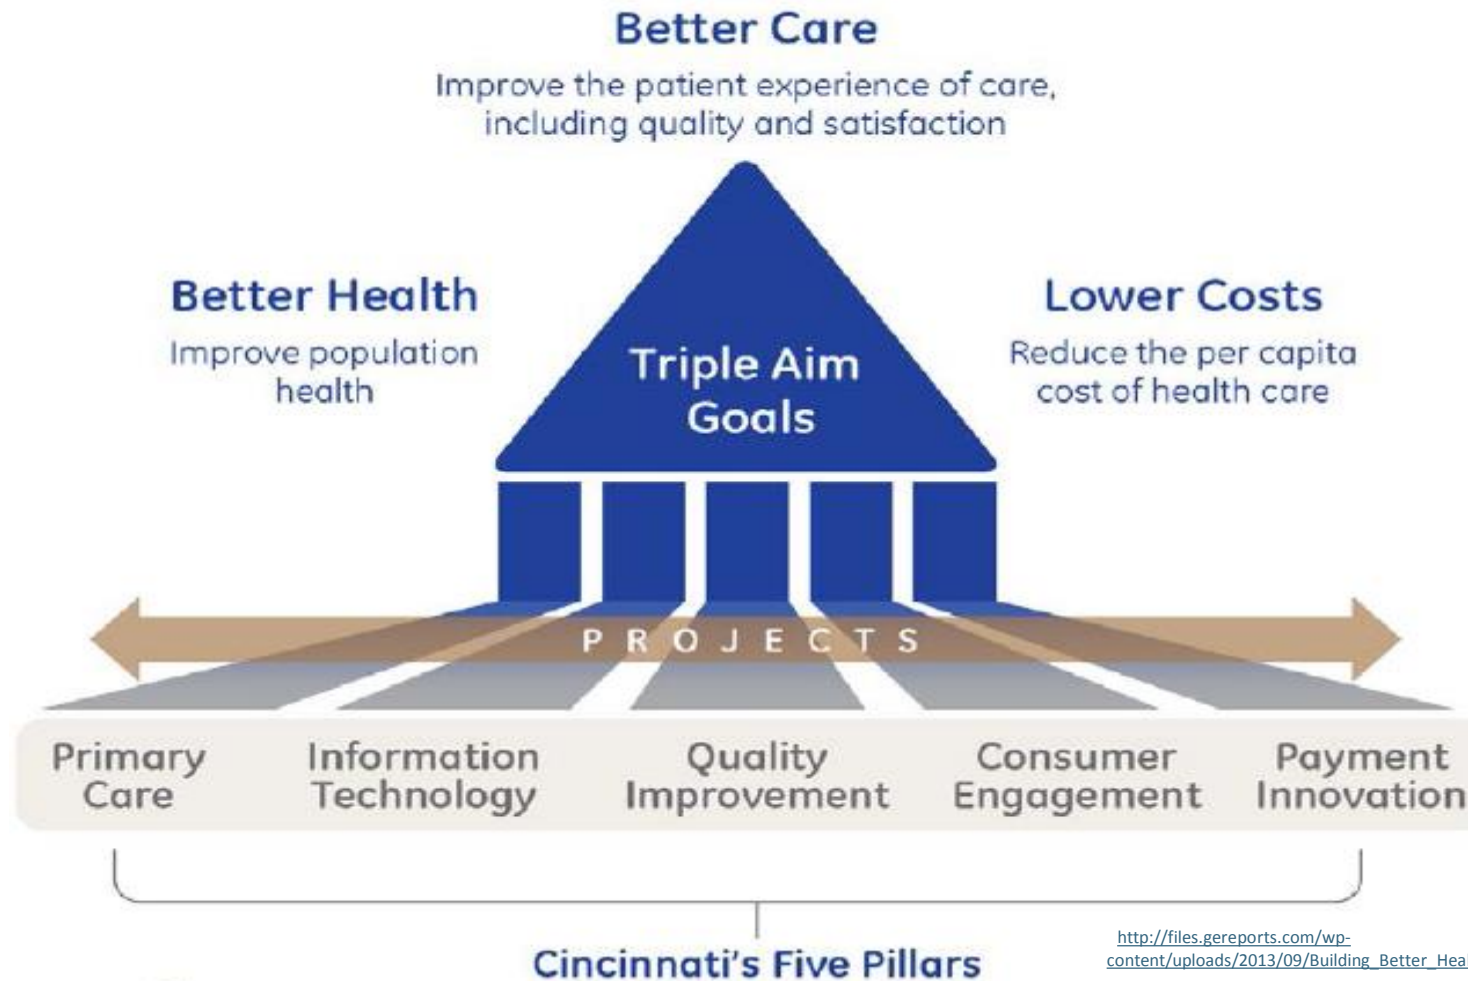 Better Care
Improve the patient experience of care,
including quality and satisfaction
Better Health
Improve population
health
Lower Costs
Reduce the per capita
cost of health care
Triple Aim
Goals
PROJECTS
Primary
Care
Information
Technology
Quality
Improvement
Consumer
Engagement
Payment
Innovation
Cincinnati's Five Pillars
http://files.gereports.com/wp-
content/uploads/2013/09/Building_Better_Hea